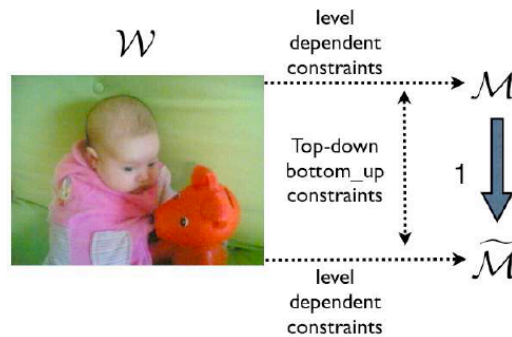 level
dependent
constraints
𝒲
ℳ
Top-down
bottom_up
constraints
1
ℳ̃
level
dependent
constraints